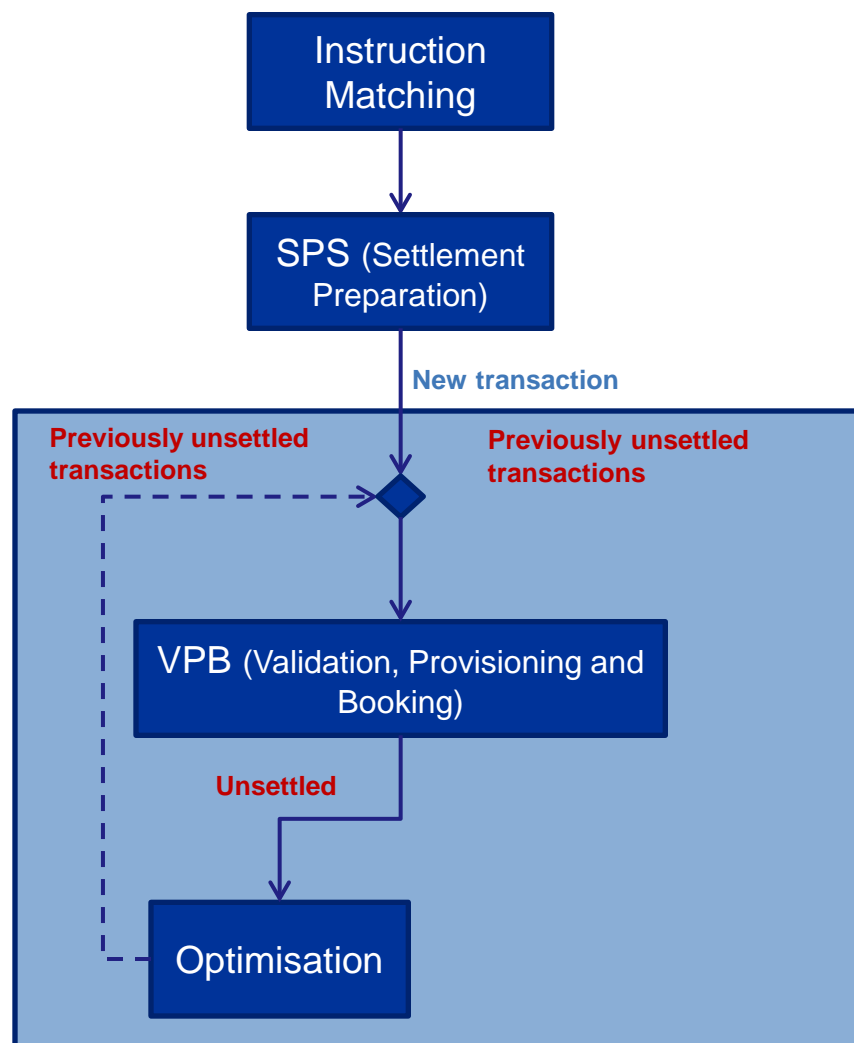 Instruction
Matching
SPS (Settlement
Preparation)
New transaction
Previously unsettled
transactions
Previously unsettled
transactions
VPB (Validation, Provisioning and
Booking)
Unsettled
Optimisation